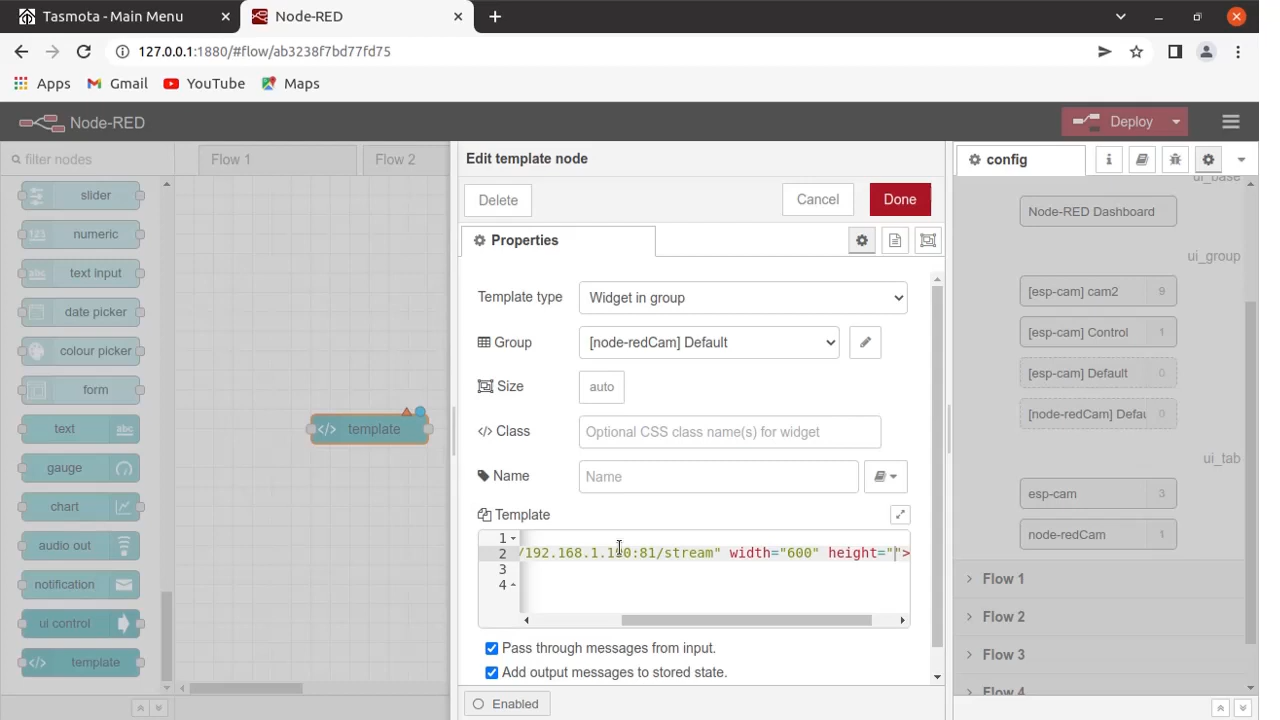 Tasmota - Main Menu
Node-RED
127.0.0.1:1880/#flow/ab3238f7bd77fd75
Apps
Gmail
YouTube
Maps
Node-RED
Deploy
filter nodes
Flow 1
Flow 2
Edit template node
config
Delete
Cancel
Done
Properties
slider
123
numeric
abc
text input
date picker
colour picker
form
text
abc
gauge
chart
audio out
notification
ui control
</> template
</> template
Template type
Widget in group
Group
[node-redCam] Default
Size
auto
</> Class
Optional CSS class name(s) for widget
Name
Name
Template
1
2 /192.168.1.100:81/stream" width="600" height="">
3
4
Pass through messages from input.
Add output messages to stored state.
Enabled
ui_base
Node-RED Dashboard
ui_group
[esp-cam] cam2 9
[esp-cam] Control 1
[esp-cam] Default 0
[node-redCam] Defau 0
ui_tab
esp-cam 3
node-redCam 1
Flow 1
Flow 2
Flow 3
Flow 4